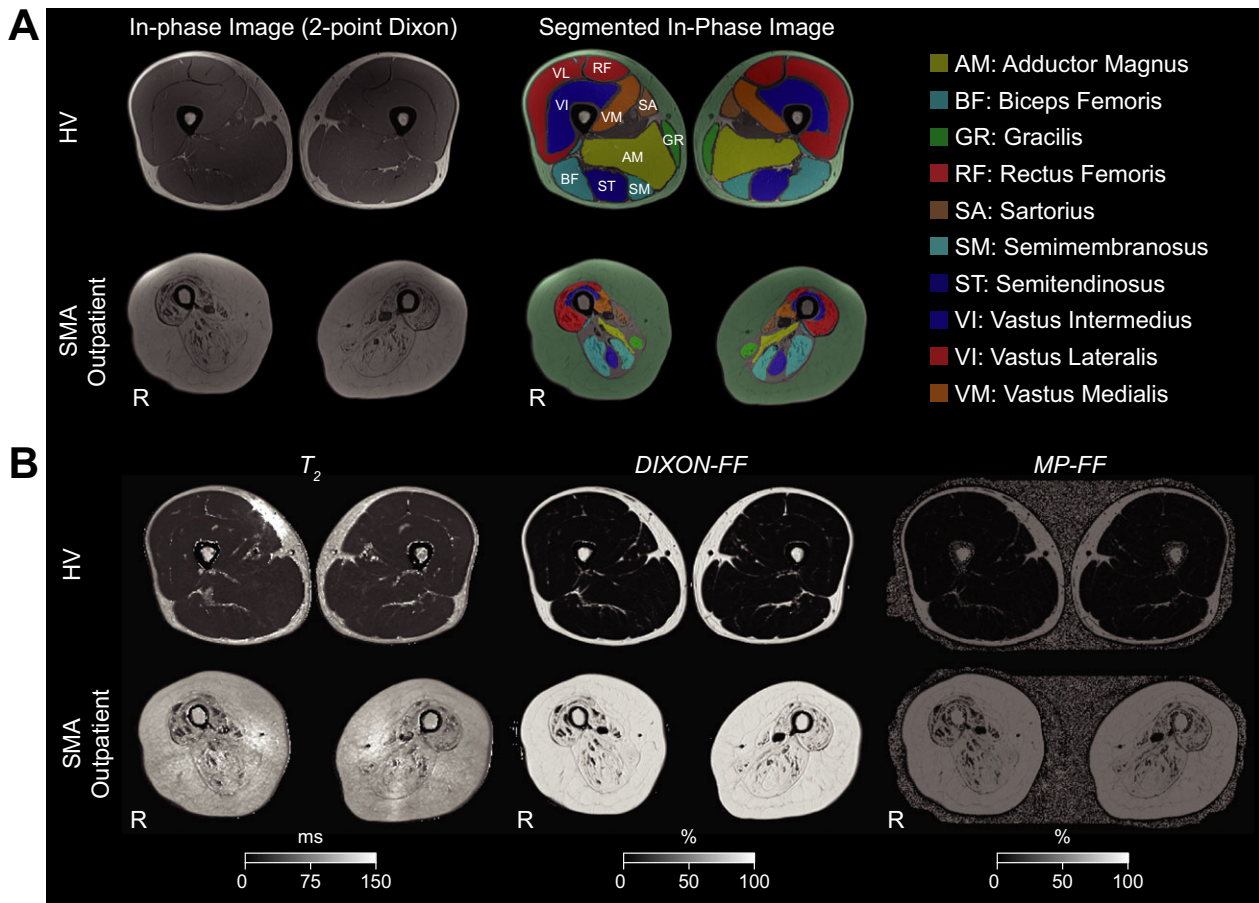 A
In-phase Image (2-point Dixon)
Segmented In-Phase Image
HV
VL
RF
VI
SA
VM
GR
AM
BF
ST
SM
AM: Adductor Magnus
BF: Biceps Femoris
GR: Gracilis
RF: Rectus Femoris
SA: Sartorius
SM: Semimembranosus
ST: Semitendinosus
VI: Vastus Intermedius
VI: Vastus Lateralis
VM: Vastus Medialis
SMA
Outpatient
R
R
B
T2
DIXON-FF
MP-FF
HV
SMA
Outpatient
R
R
R
ms
%
%
0 75 150
0 50 100
0 50 100